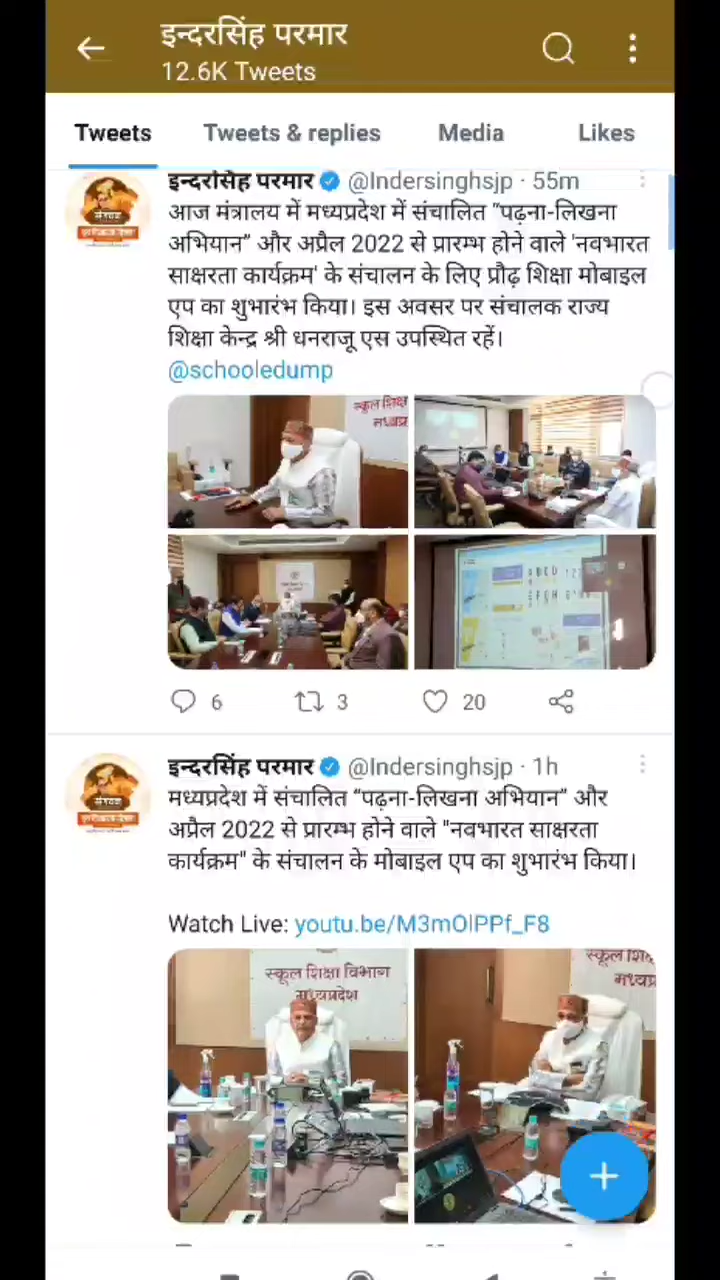 इन्दरसिंह परमार
12.6K Tweets
Tweets
Tweets & replies
Media
Likes
इन्दरसिंह परमार @Indersinghsjp · 55m
आज मंत्रालय में मध्यप्रदेश में संचालित “पढ़ना-लिखना
अभियान” और अप्रैल 2022 से प्रारम्भ होने वाले 'नवभारत
साक्षरता कार्यक्रम' के संचालन के लिए प्रौढ़ शिक्षा मोबाइल
एप का शुभारंभ किया। इस अवसर पर संचालक राज्य
शिक्षा केन्द्र श्री धनराजू एस उपस्थित रहें।
@schooledump
स्कूल शिक्षा
मध्यप्र
6
3
20
इन्दरसिंह परमार @Indersinghsjp · 1h
मध्यप्रदेश में संचालित “पढ़ना-लिखना अभियान” और
अप्रैल 2022 से प्रारम्भ होने वाले "नवभारत साक्षरता
कार्यक्रम" के संचालन के मोबाइल एप का शुभारंभ किया।
Watch Live: youtu.be/M3mOlPPf_F8
स्कूल शिक्षा विभाग
मध्यप्रदेश
स्कूल शिक्ष
मध्यप्र